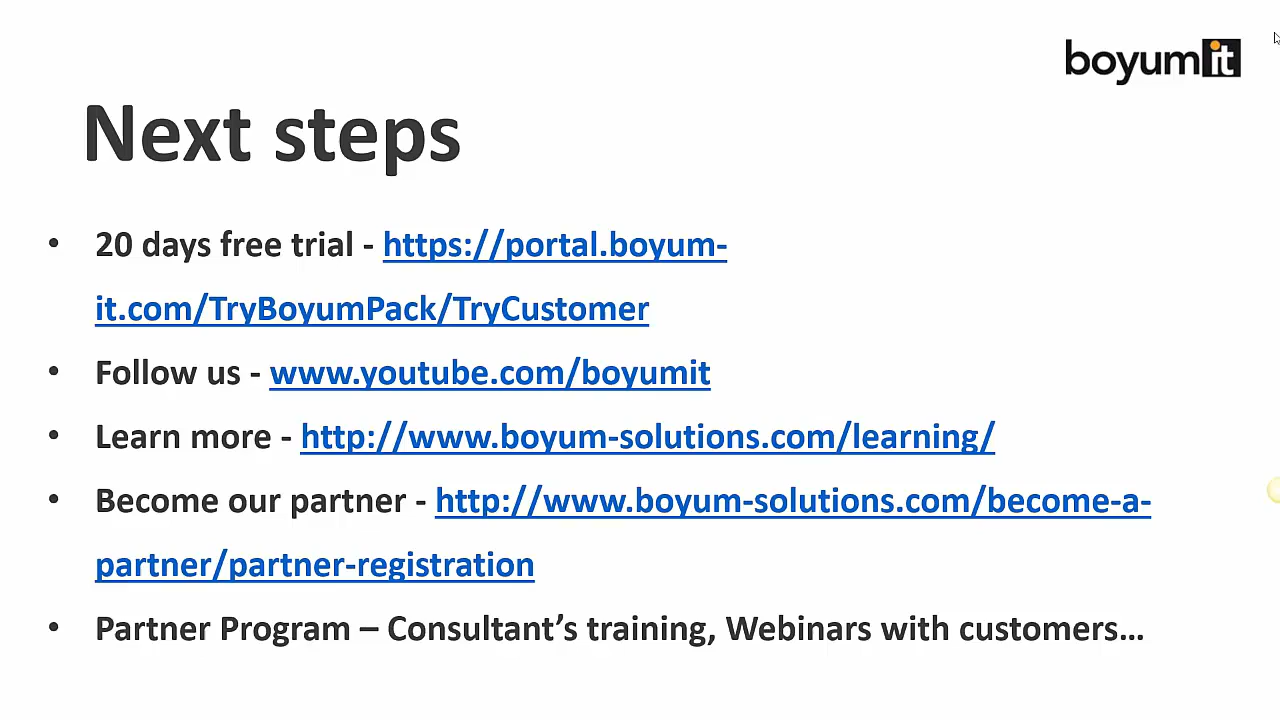 boyumit
Next steps
• 20 days free trial - https://portal.boyum-
it.com/TryBoyumPack/TryCustomer
• Follow us - www.youtube.com/boyumit
• Learn more - http://www.boyum-solutions.com/learning/
• Become our partner - http://www.boyum-solutions.com/become-a-
partner/partner-registration
• Partner Program – Consultant’s training, Webinars with customers…